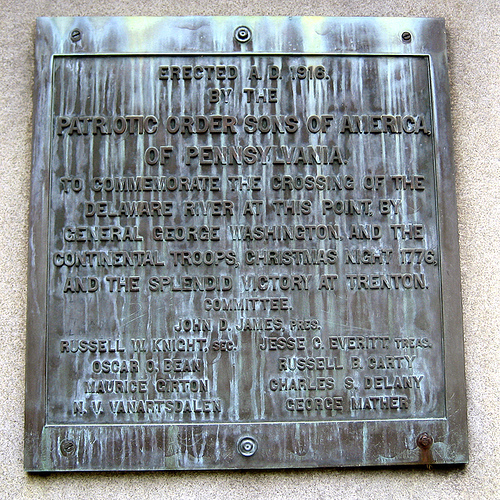 ERECTED A.D. 1916.
BY THE
PATRIOTIC ORDER SONS OF AMERICA,
OF PENNSYLVANIA.
TO COMMEMORATE THE CROSSING OF THE
DELAWARE RIVER AT THIS POINT, BY
GENERAL GEORGE WASHINGTON, AND THE
CONTINENTAL TROOPS, CHRISTMAS NIGHT 1776,
AND THE SPLENDID VICTORY AT TRENTON.
COMMITTEE.
JOHN D. JAMES, PRES.
RUSSELL W. KNIGHT, SEC. JESSE C. EVERITT TREAS.
OSCAR O. BEAN RUSSELL B. CARTY
MAURICE GIRTON CHARLES S. DELANY
N. V. VANARTSDALEN GEORGE MATHER